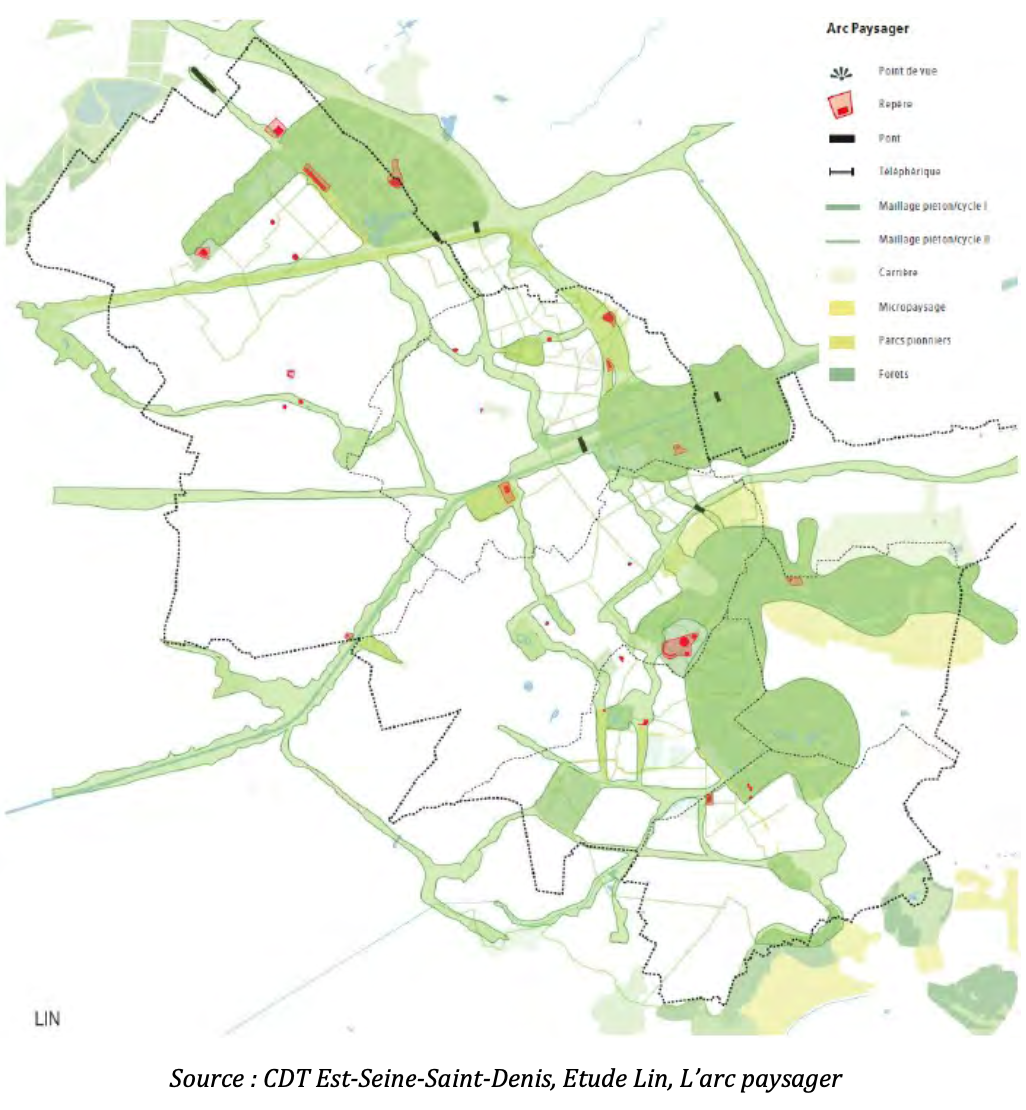 Arc Paysager
Point de vue
Repère
Pont
Téléphérique
Maillage piéton/cycle I
Maillage piéton/cycle II
Carrière
Micropaysage
Parcs pionniers
Forêts
LIN
Source : CDT Est-Seine-Saint-Denis, Etude Lin, L’arc paysager